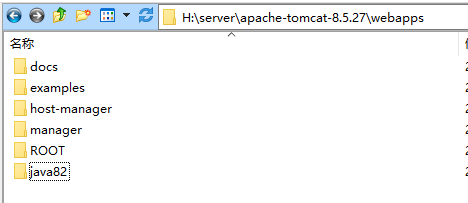 H:\server\apache-tomcat-8.5.27\webapps
名称
docs
examples
host-manager
manager
ROOT
java82